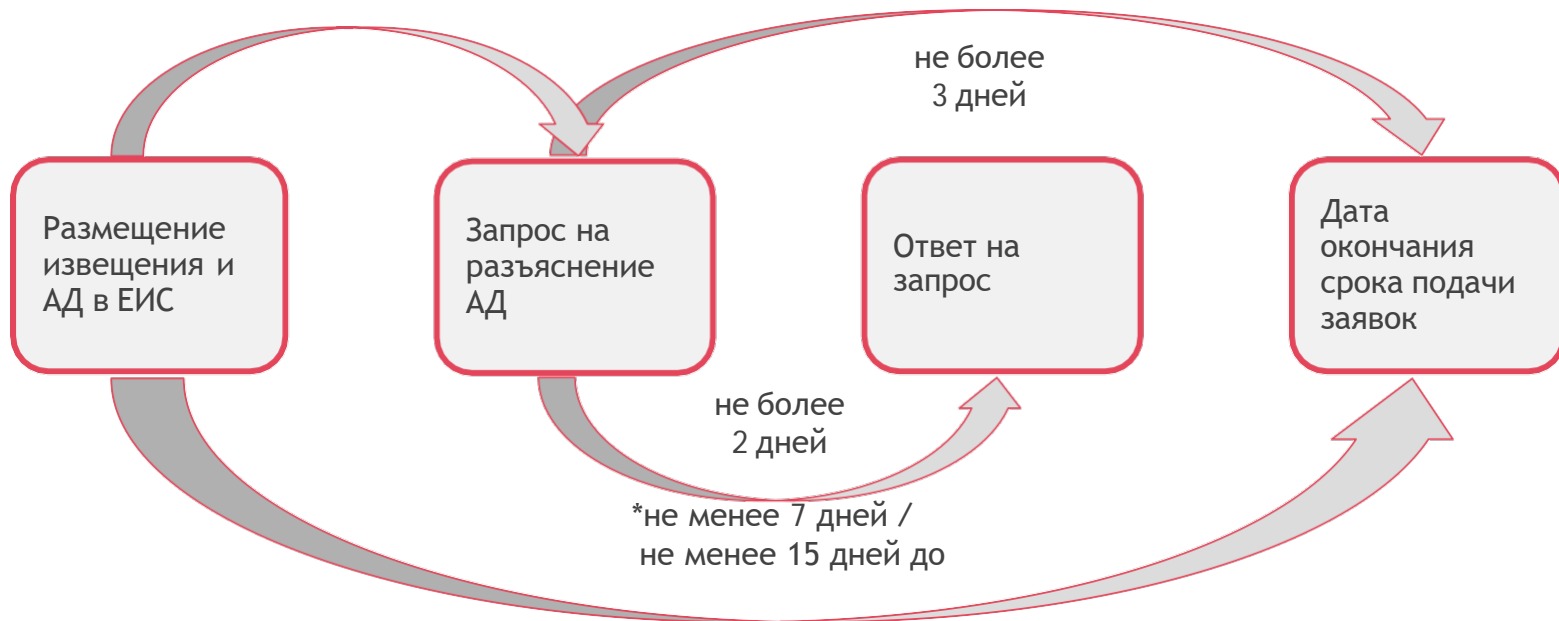 не более
3 дней
Размещение
извещения и
АД в ЕИС
Запрос на
разъяснение
АД
Ответ на
запрос
Дата
окончания
срока подачи
заявок
не более
2 дней
*не менее 7 дней /
не менее 15 дней до